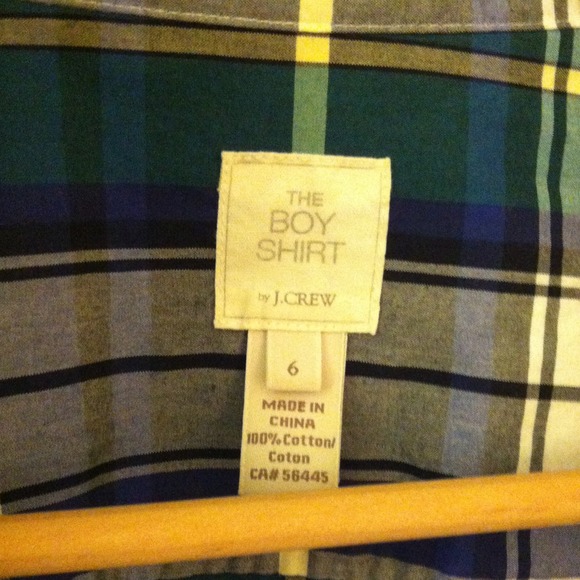 THE
BOY
SHIRT
by J.CREW
6
MADE IN
CHINA
100% Cotton/
Coton
CA# 56445